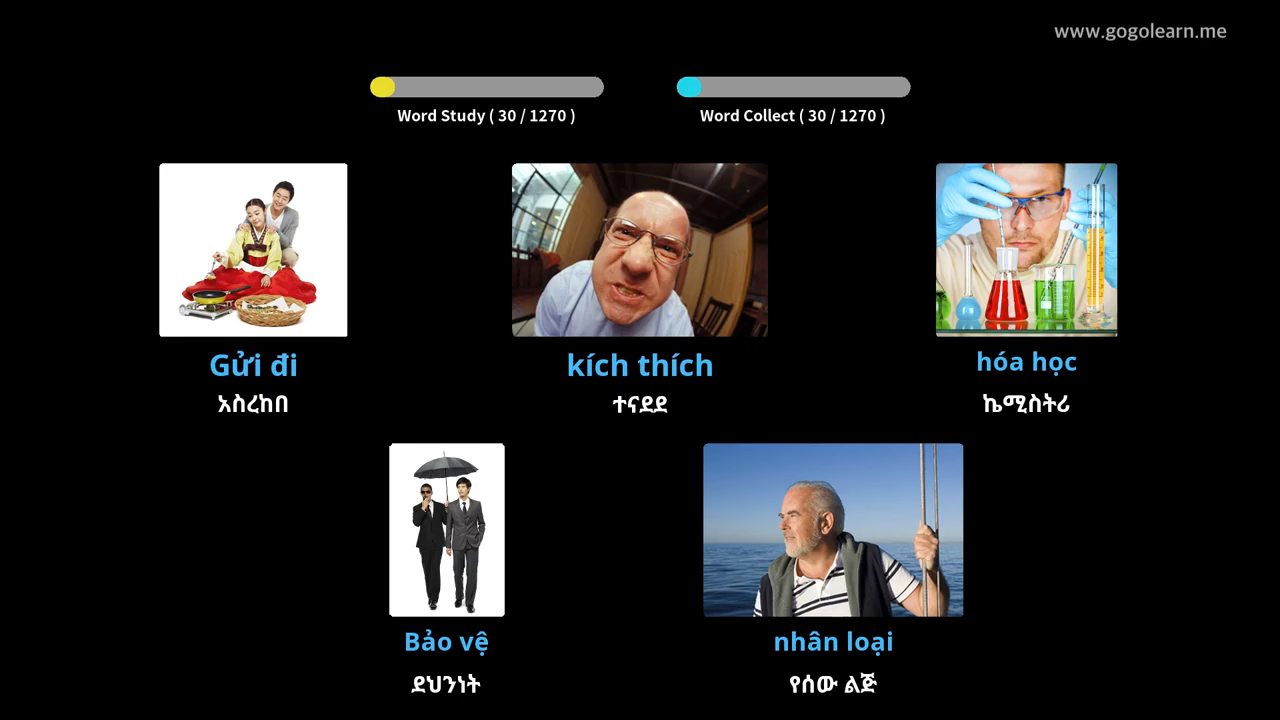 www.gogolearn.me
Word Study ( 30 / 1270 )
Word Collect ( 30 / 1270 )
Gửi đi
አስረከበ
kích thích
ተናደደ
hóa học
ኬሚስትሪ
Bảo vệ
ደህንነት
nhân loại
የሰው ልጅ